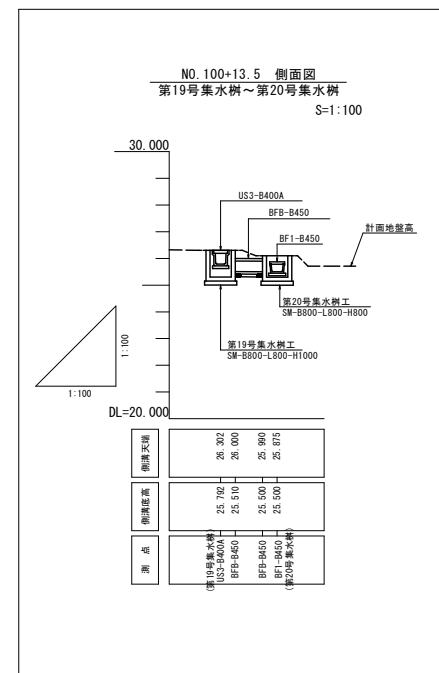 NO.100+13.5 側面図
第19号集水桝～第20号集水桝
S=1:100
30.000
US3-B400A
BFB-B450
BF1-B450
計画地盤高
第20号集水桝工
SM-B800-L800-H800
第19号集水桝工
SM-B800-L800-H1000
1:100
1:100
DL=20.000
側溝天端
26.302
26.000
25.990
25.875
側溝底高
25.792
25.510
25.500
25.500
測 点
(第19号集水桝)
US3-B400A
BFB-B450
BFB-B450
BF1-B450
(第20号集水桝)